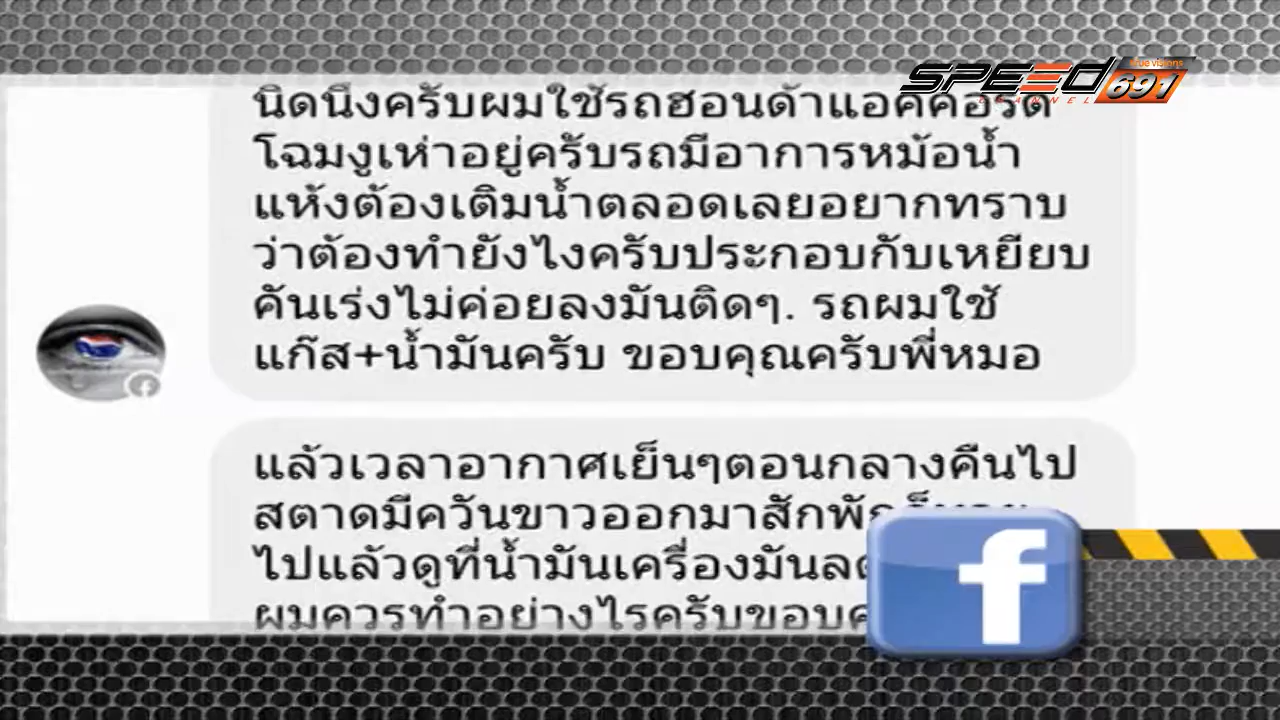 SPEED
CHANNEL
true visions
691
นิดนึงครับผมใช้รถฮอนด้าแอคคอร์ด
โฉมงูเห่าอยู่ครับรถมีอาการหม้อน้ำ
แห้งต้องเติมน้ำตลอดเลยอยากทราบ
ว่าต้องทำยังไงครับประกอบกับเหยียบ
คันเร่งไม่ค่อยลงมันติดๆ. รถผมใช้
แก๊ส+น้ำมันครับ ขอบคุณครับพี่หมอ
แล้วเวลาอากาศเย็นๆตอนกลางคืนไป
สตาดมีควันขาวออกมาสักพัก
ไปแล้วดูที่น้ำมันเครื่องมัน
ผมควรทำอย่างไรครับ
f